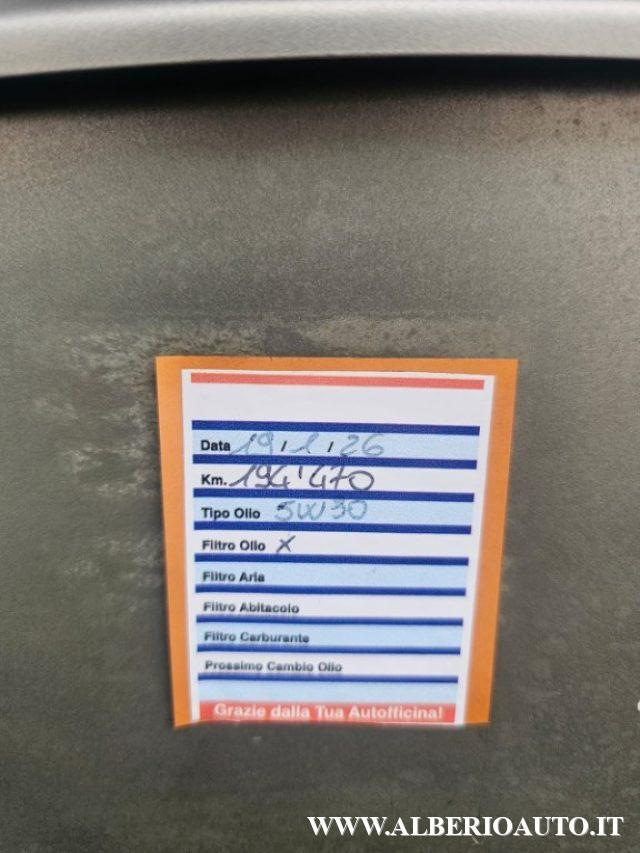 Data 19/1/26
Km. 194'470
Tipo Olio 5W30
Filtro Olio X
Filtro Aria
Filtro Abitacolo
Filtro Carburante
Prossimo Cambio Olio
Grazie dalla Tua Autofficina!
WWW.ALBERIOAUTO.IT